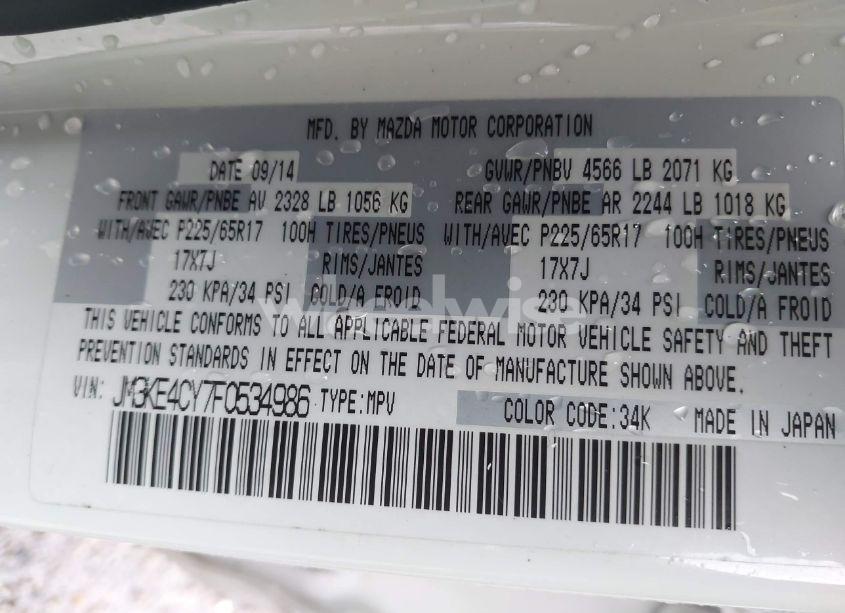 MFD. BY MAZDA MOTOR CORPORATION
DATE 09/14 GVWR/PNBV 4566 LB 2071 KG
FRONT GAWR/PNBE AV 2328 LB 1056 KG REAR GAWR/PNBE AR 2244 LB 1018 KG
WITH/AVEC P225/65R17 100H TIRES/PNEUS WITH/AVEC P225/65R17 100H TIRES/PNEUS
17X7J RIMS/JANTES 17X7J RIMS/JANTES
230 KPA/34 PSI COLD/A FROID 230 KPA/34 PSI COLD/A FROID
THIS VEHICLE CONFORMS TO ALL APPLICABLE FEDERAL MOTOR VEHICLE SAFETY AND THEFT
PREVENTION STANDARDS IN EFFECT ON THE DATE OF MANUFACTURE SHOWN ABOVE.
VIN: JM3KE4CY7F0534986 TYPE:MPV COLOR CODE:34K MADE IN JAPAN